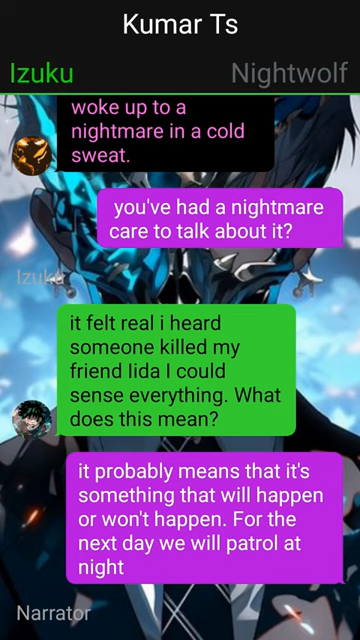 Kumar Ts
Izuku Nightwolf
woke up to a
nightmare in a cold
sweat.
you've had a nightmare
care to talk about it?
Izuku
it felt real i heard
someone killed my
friend Iida I could
sense everything. What
does this mean?
it probably means that it's
something that will happen
or won't happen. For the
next day we will patrol at
night
Narrator